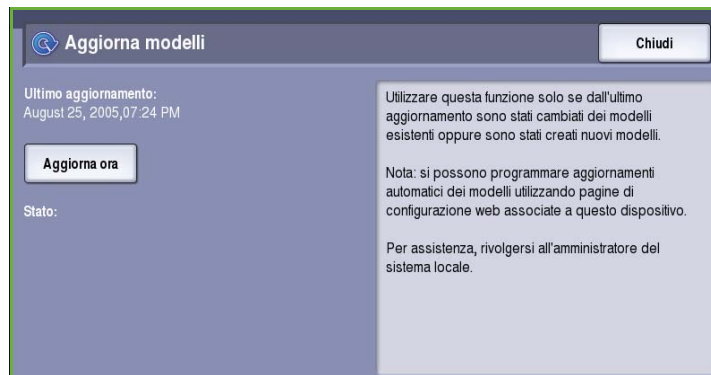 Aggiorna modelli
Chiudi
Ultimo aggiornamento:
August 25, 2005,07:24 PM
Aggiorna ora
Stato:
Utilizzare questa funzione solo se dall'ultimo
aggiornamento sono stati cambiati dei modelli
esistenti oppure sono stati creati nuovi modelli.
Nota: si possono programmare aggiornamenti
automatici dei modelli utilizzando pagine di
configurazione web associate a questo dispositivo.
Per assistenza, rivolgersi all'amministratore del
sistema locale.